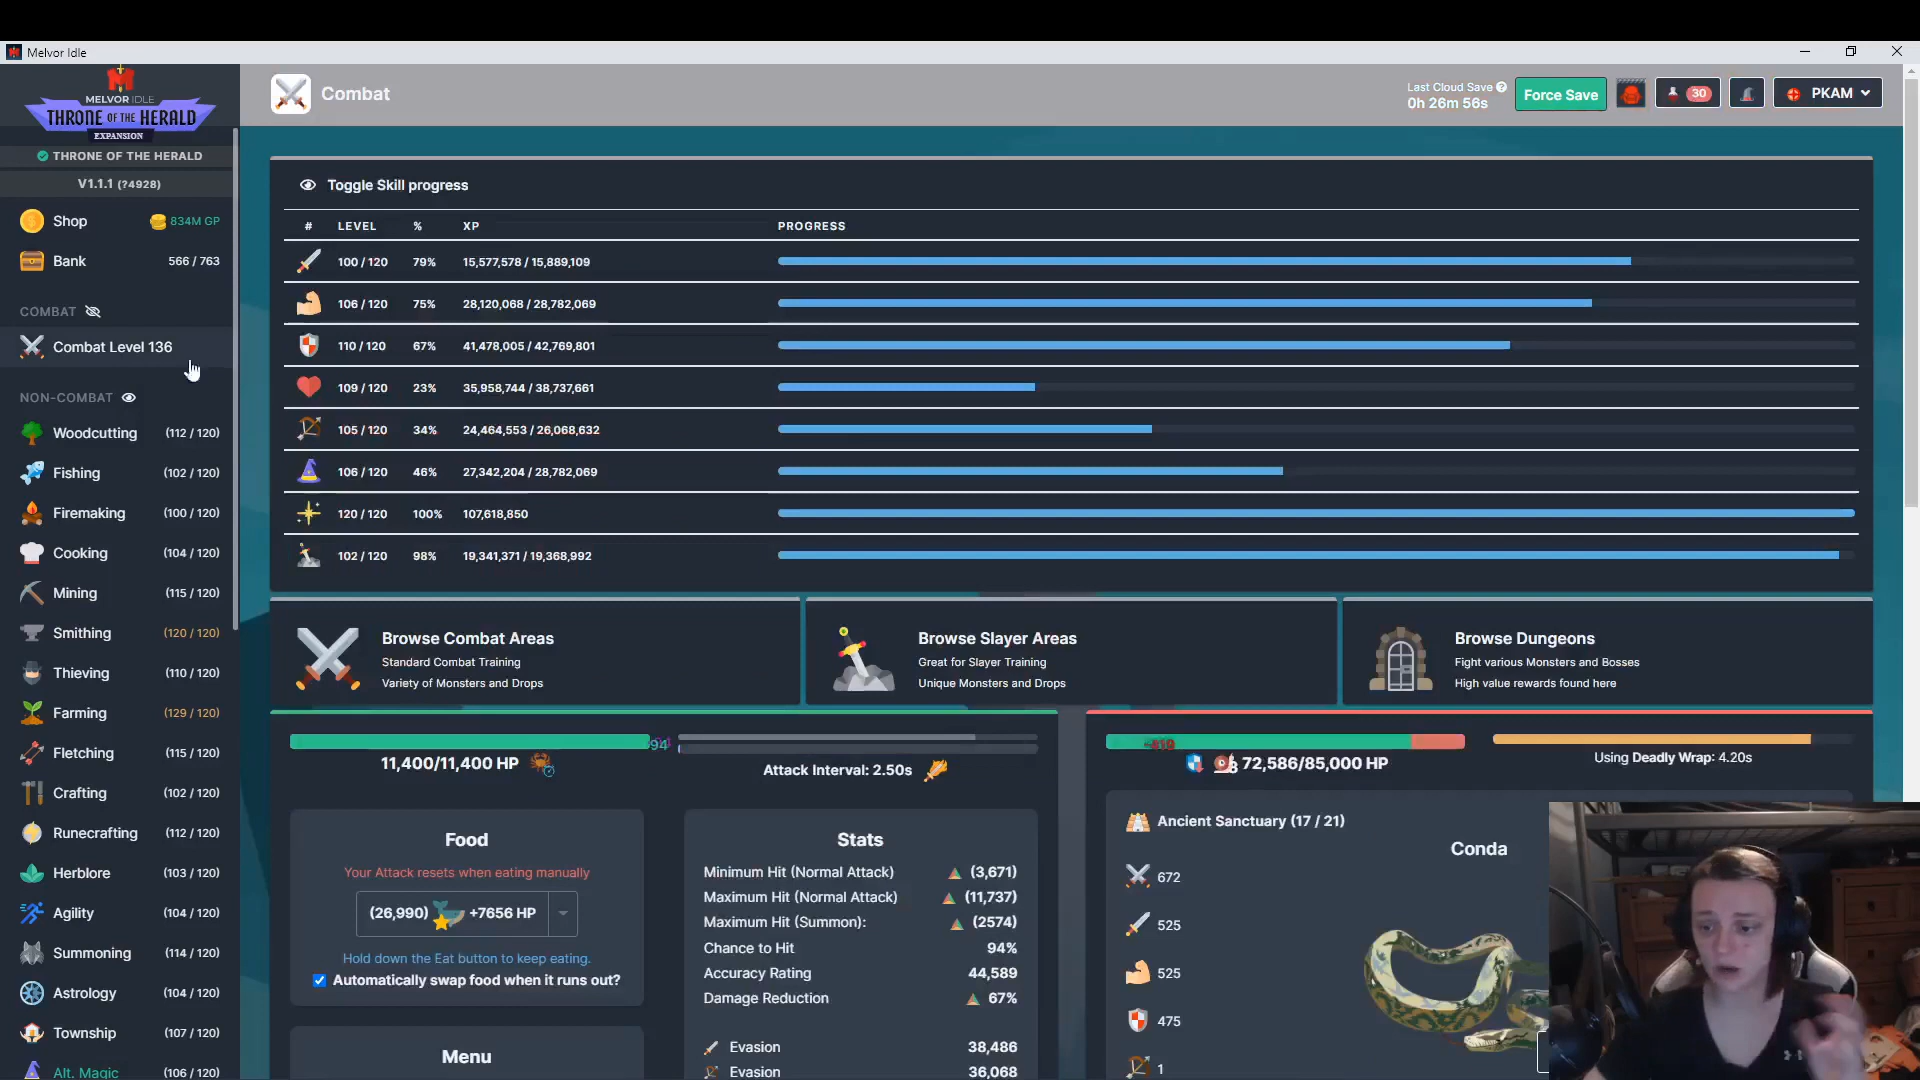 Melvor Idle
MELVOR IDLE
THRONE OF THE HERALD
EXPANSION
THRONE OF THE HERALD
V1.1.1 (?4928)
Shop 834M GP
Bank 566 / 763
COMBAT
Combat Level 136
NON-COMBAT
Woodcutting (112 / 120)
Fishing (102 / 120)
Firemaking (100 / 120)
Cooking (104 / 120)
Mining (115 / 120)
Smithing (120 / 120)
Thieving (110 / 120)
Farming (129 / 120)
Fletching (115 / 120)
Crafting (102 / 120)
Runecrafting (112 / 120)
Herblore (103 / 120)
Agility (104 / 120)
Summoning (114 / 120)
Astrology (104 / 120)
Township (107 / 120)
Alt. Magic (106 / 120)
Combat
Last Cloud Save ?
0h 26m 56s
Force Save
30
PKAM
Toggle Skill progress
# LEVEL % XP PROGRESS
100 / 120 79% 15,577,578 / 15,889,109
106 / 120 75% 28,120,068 / 28,782,069
110 / 120 67% 41,478,005 / 42,769,801
109 / 120 23% 35,958,744 / 38,737,661
105 / 120 34% 24,464,553 / 26,068,632
106 / 120 46% 27,342,204 / 28,782,069
120 / 120 100% 107,618,850
102 / 120 98% 19,341,371 / 19,368,992
Browse Combat Areas
Standard Combat Training
Variety of Monsters and Drops
Browse Slayer Areas
Great for Slayer Training
Unique Monsters and Drops
Browse Dungeons
Fight various Monsters and Bosses
High value rewards found here
11,400/11,400 HP
Attack Interval: 2.50s
Food
Your Attack resets when eating manually
(26,990) +7656 HP
Hold down the Eat button to keep eating.
Automatically swap food when it runs out?
Menu
Stats
Minimum Hit (Normal Attack) (3,671)
Maximum Hit (Normal Attack) (11,737)
Maximum Hit (Summon): (2574)
Chance to Hit 94%
Accuracy Rating 44,589
Damage Reduction 67%
Evasion 38,486
Evasion 36,068
72,586/85,000 HP
Using Deadly Wrap: 4.20s
Ancient Sanctuary (17 / 21)
Conda
672
525
525
475
1